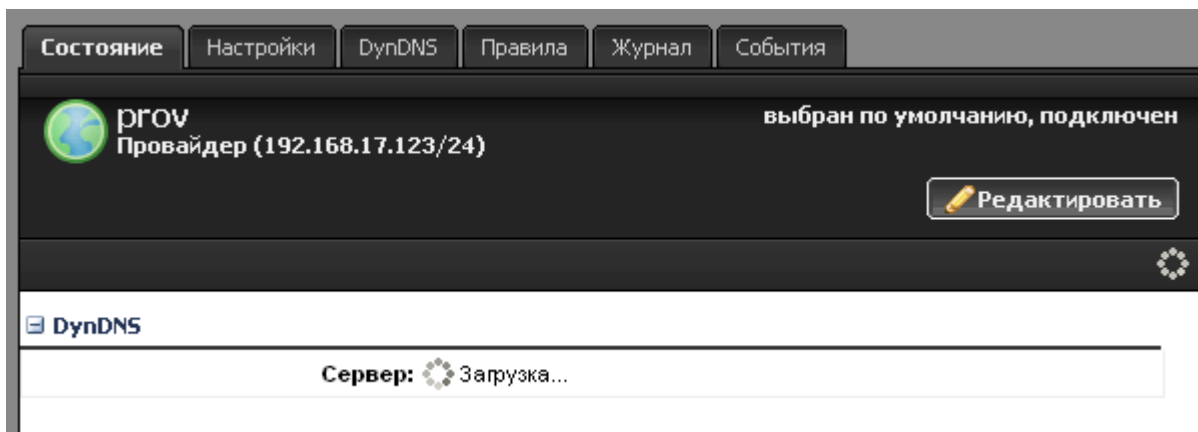 Состояние Настройки DynDNS Правила Журнал События
prov выбран по умолчанию, подключен
Провайдер (192.168.17.123/24)
Редактировать
DynDNS
Сервер: Загрузка...